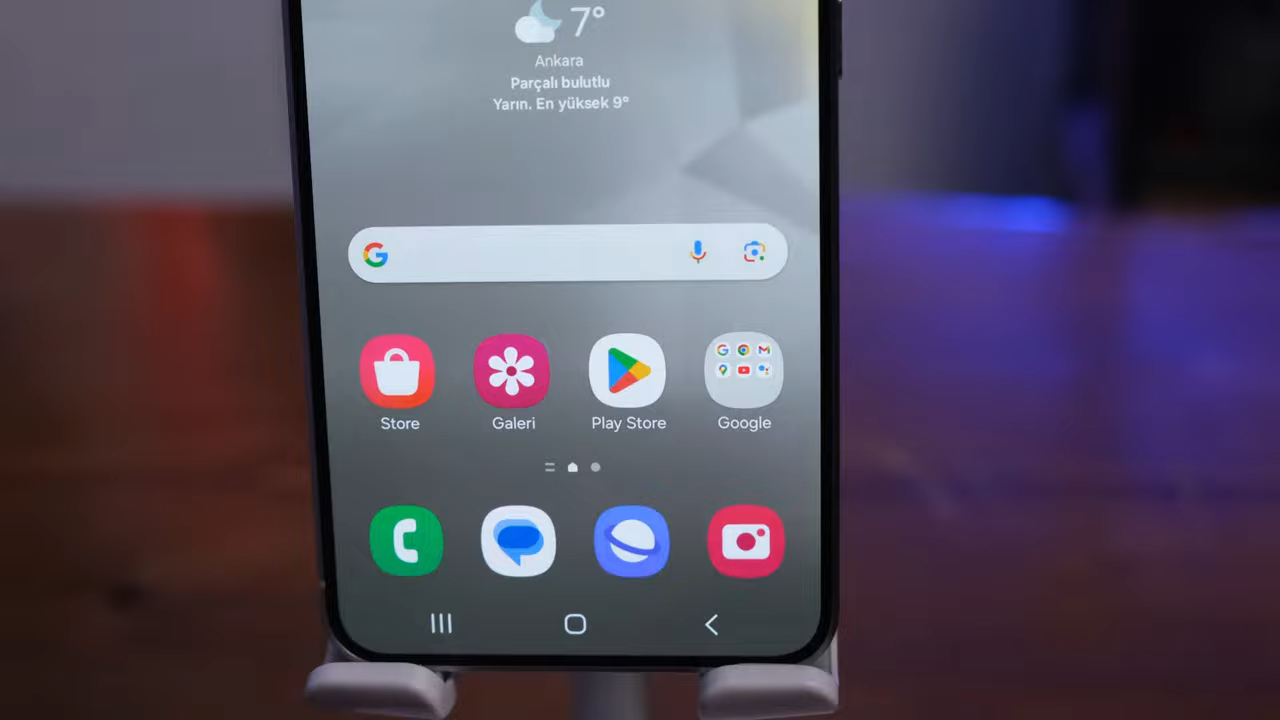 7°
Ankara
Parçalı bulutlu
Yarın. En yüksek 9°
Store
Galeri
Play Store
Google